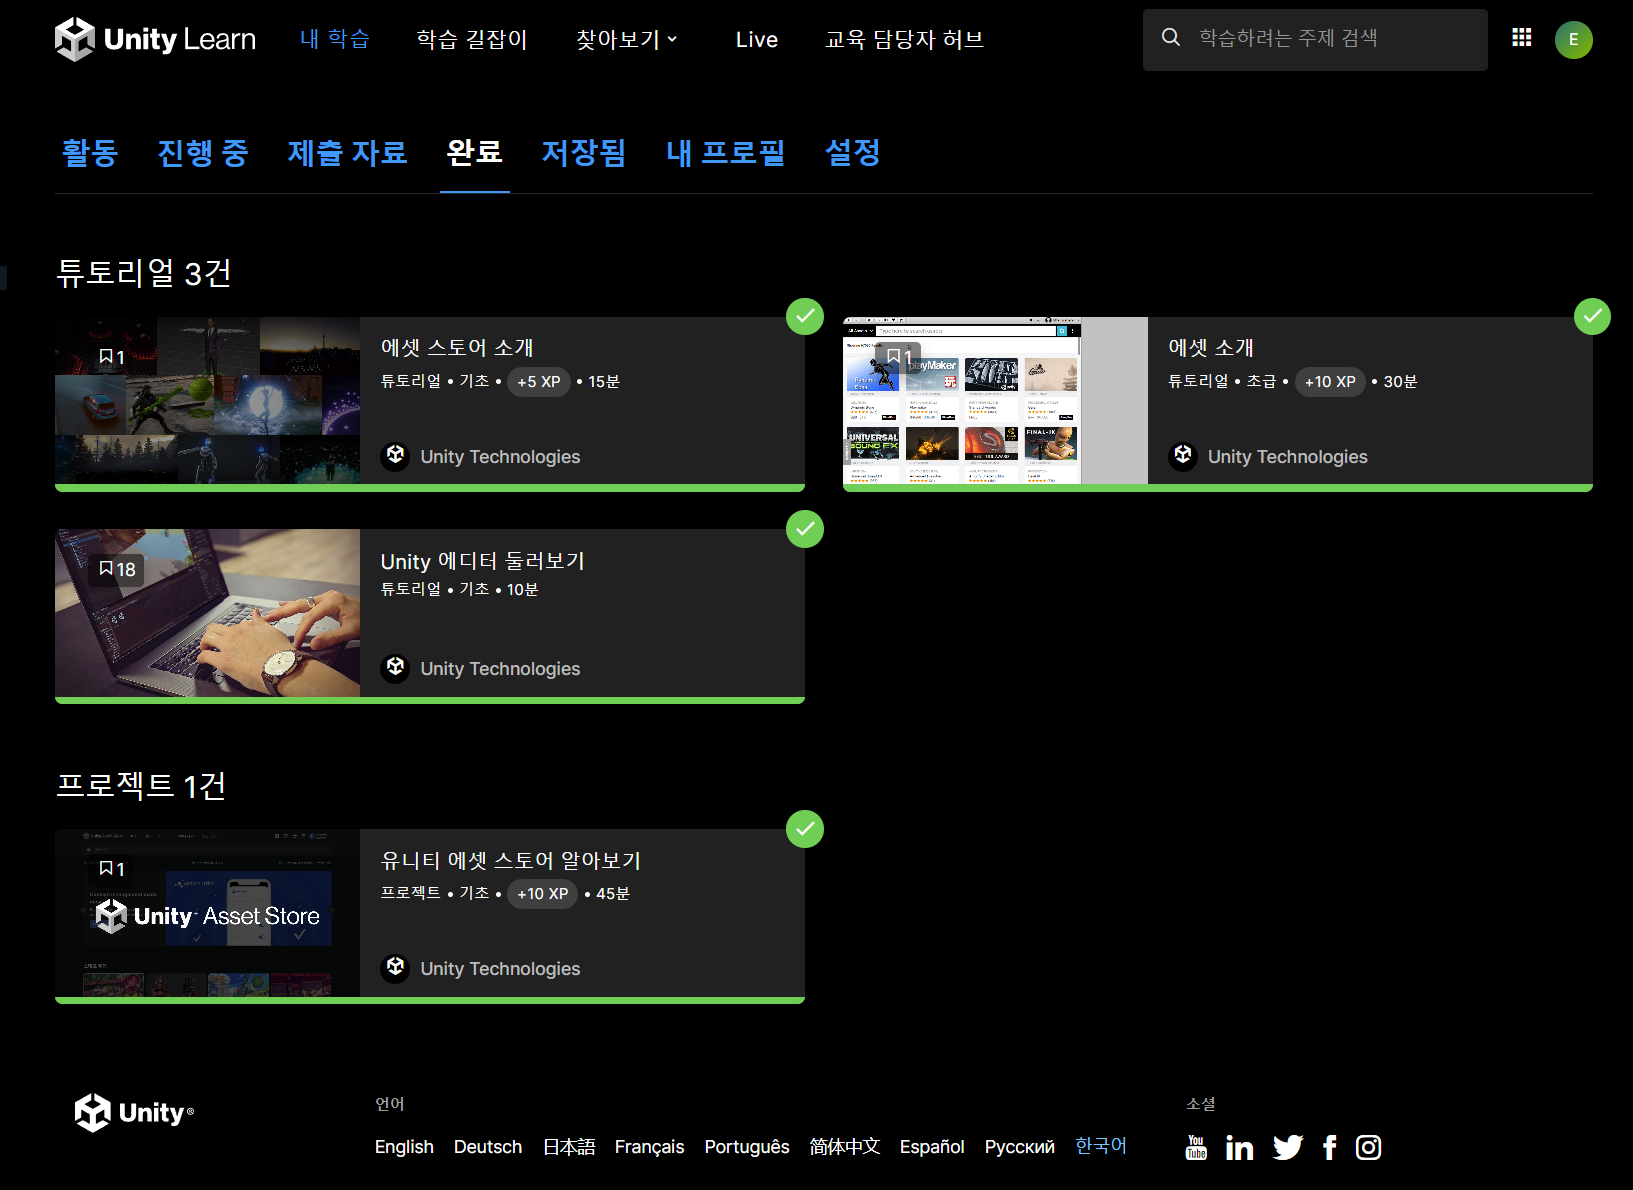 Unity Learn
내 학습
학습 길잡이
찾아보기
Live
교육 담당자 허브
학습하려는 주제 검색
E
활동
진행 중
제출 자료
완료
저장됨
내 프로필
설정
튜토리얼 3건
1
에셋 스토어 소개
튜토리얼 • 기초 • +5 XP • 15분
Unity Technologies
1
playMaker
UNIVERSAL
SOUND FX
FINAL-IK
에셋 소개
튜토리얼 • 초급 • +10 XP • 30분
Unity Technologies
18
Unity 에디터 둘러보기
튜토리얼 • 기초 • 10분
Unity Technologies
프로젝트 1건
1
Unity Asset Store
유니티 에셋 스토어 알아보기
프로젝트 • 기초 • +10 XP • 45분
Unity Technologies
Unity®
언어
English Deutsch 日本語 Français Português 简体中文 Español Русский 한국어
소셜
You Tube
in
f